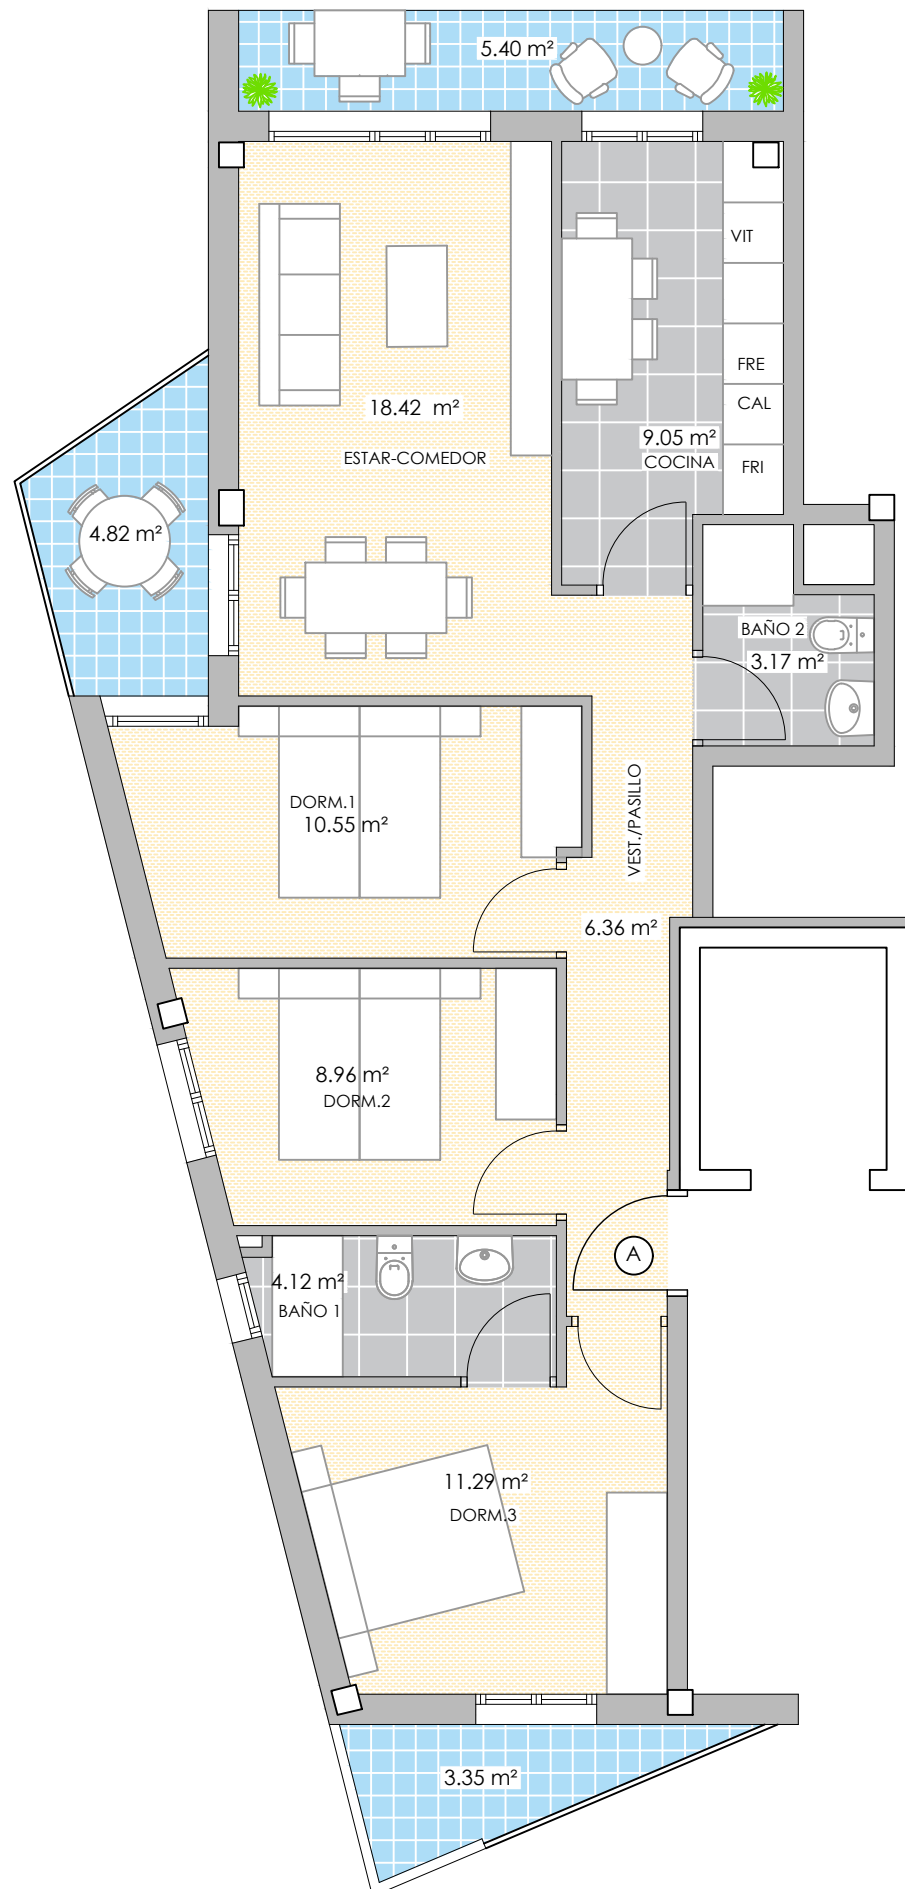 5.40 m²
VIT
FRE
CAL
18.42 m²
9.05 m²
ESTAR-COMEDOR
COCINA
FRI
4.82 m²
BAÑO 2
3.17 m²
VEST./PASILLO
DORM.1
10.55 m²
6.36 m²
8.96 m²
DORM.2
A
4.12 m²
BAÑO 1
11.29 m²
DORM.3
3.35 m²